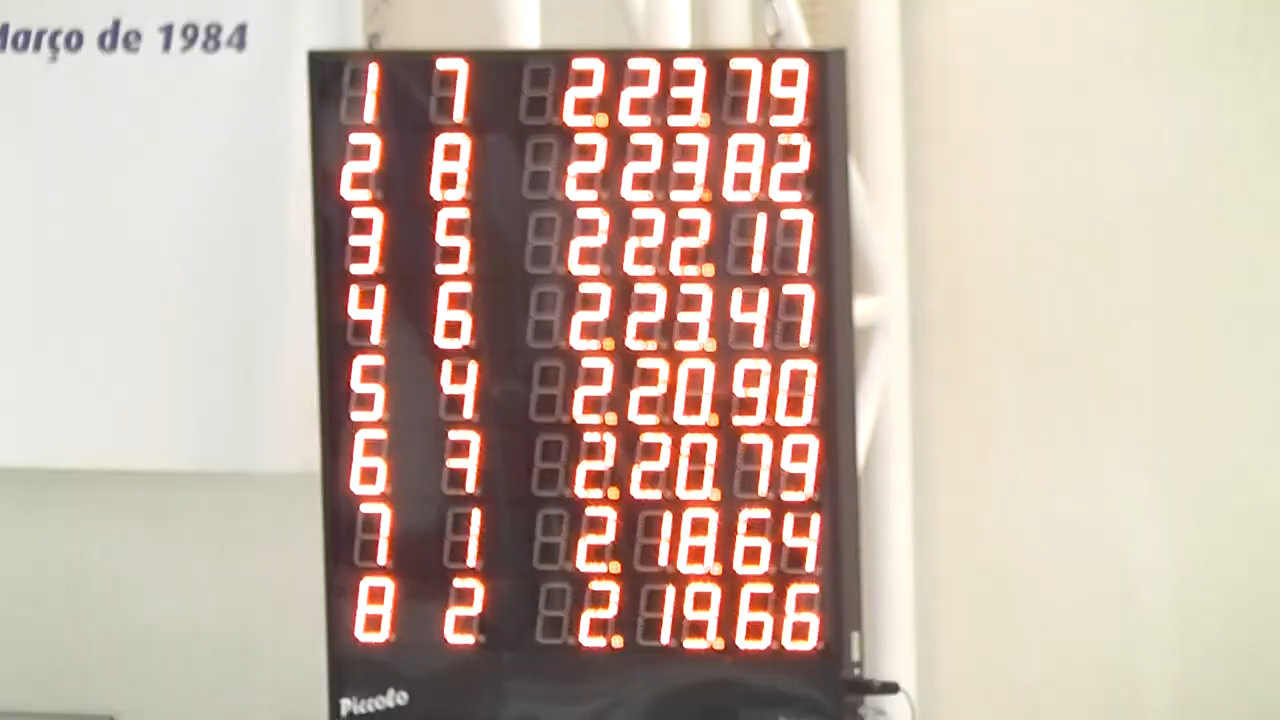 Março de 1984
1 7 2.23.79
2 8 2 23.82
3 5 2 22.17
4 6 2.23.47
5 4 2.20.90
6 3 2.20.79
7 1 2.18.64
8 2 2.19.66
Piccolo